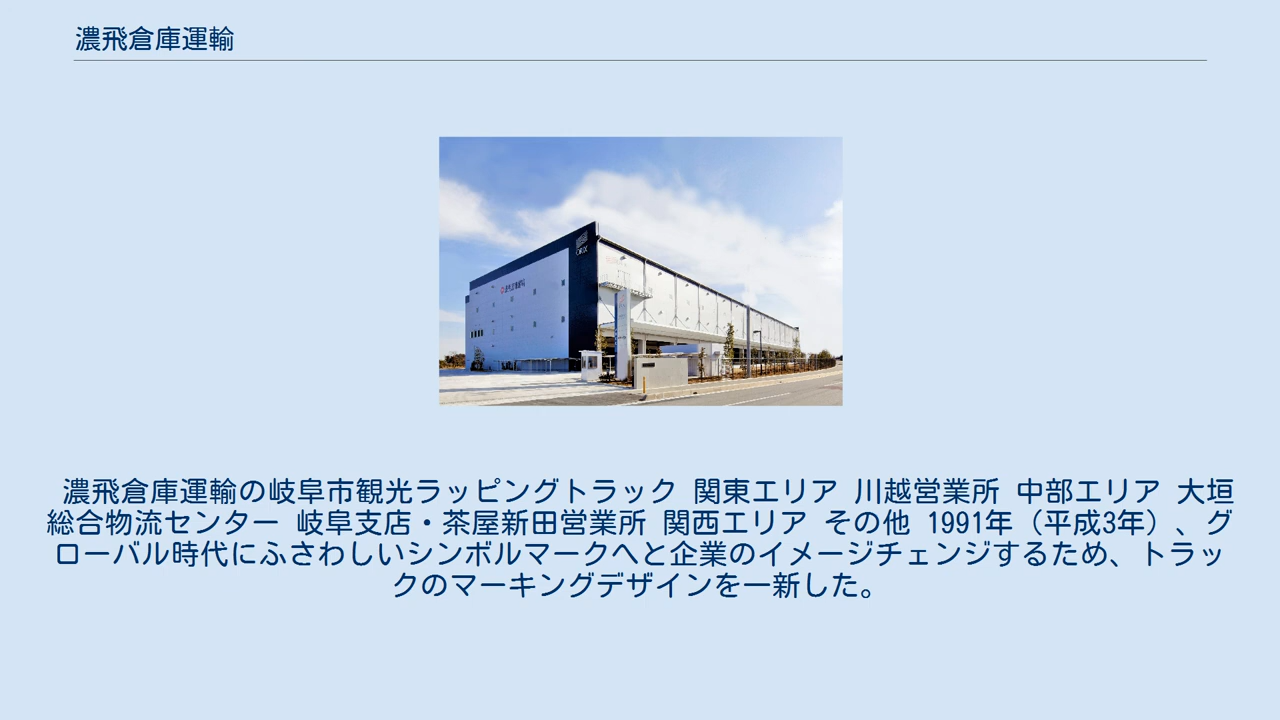 濃飛倉庫運輸
ORIX
濃飛倉庫運輸の岐阜市観光ラッピングトラック 関東エリア 川越営業所 中部エリア 大垣
総合物流センター 岐阜支店・茶屋新田営業所 関西エリア その他 1991年（平成3年）、グ
ローバル時代にふさわしいシンボルマークへと企業のイメージチェンジするため、トラッ
クのマーキングデザインを一新した。